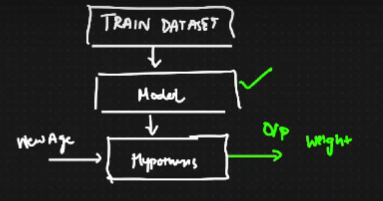 TRAIN DATASET
Model
New Age
Hypothesis
O/P
Weight